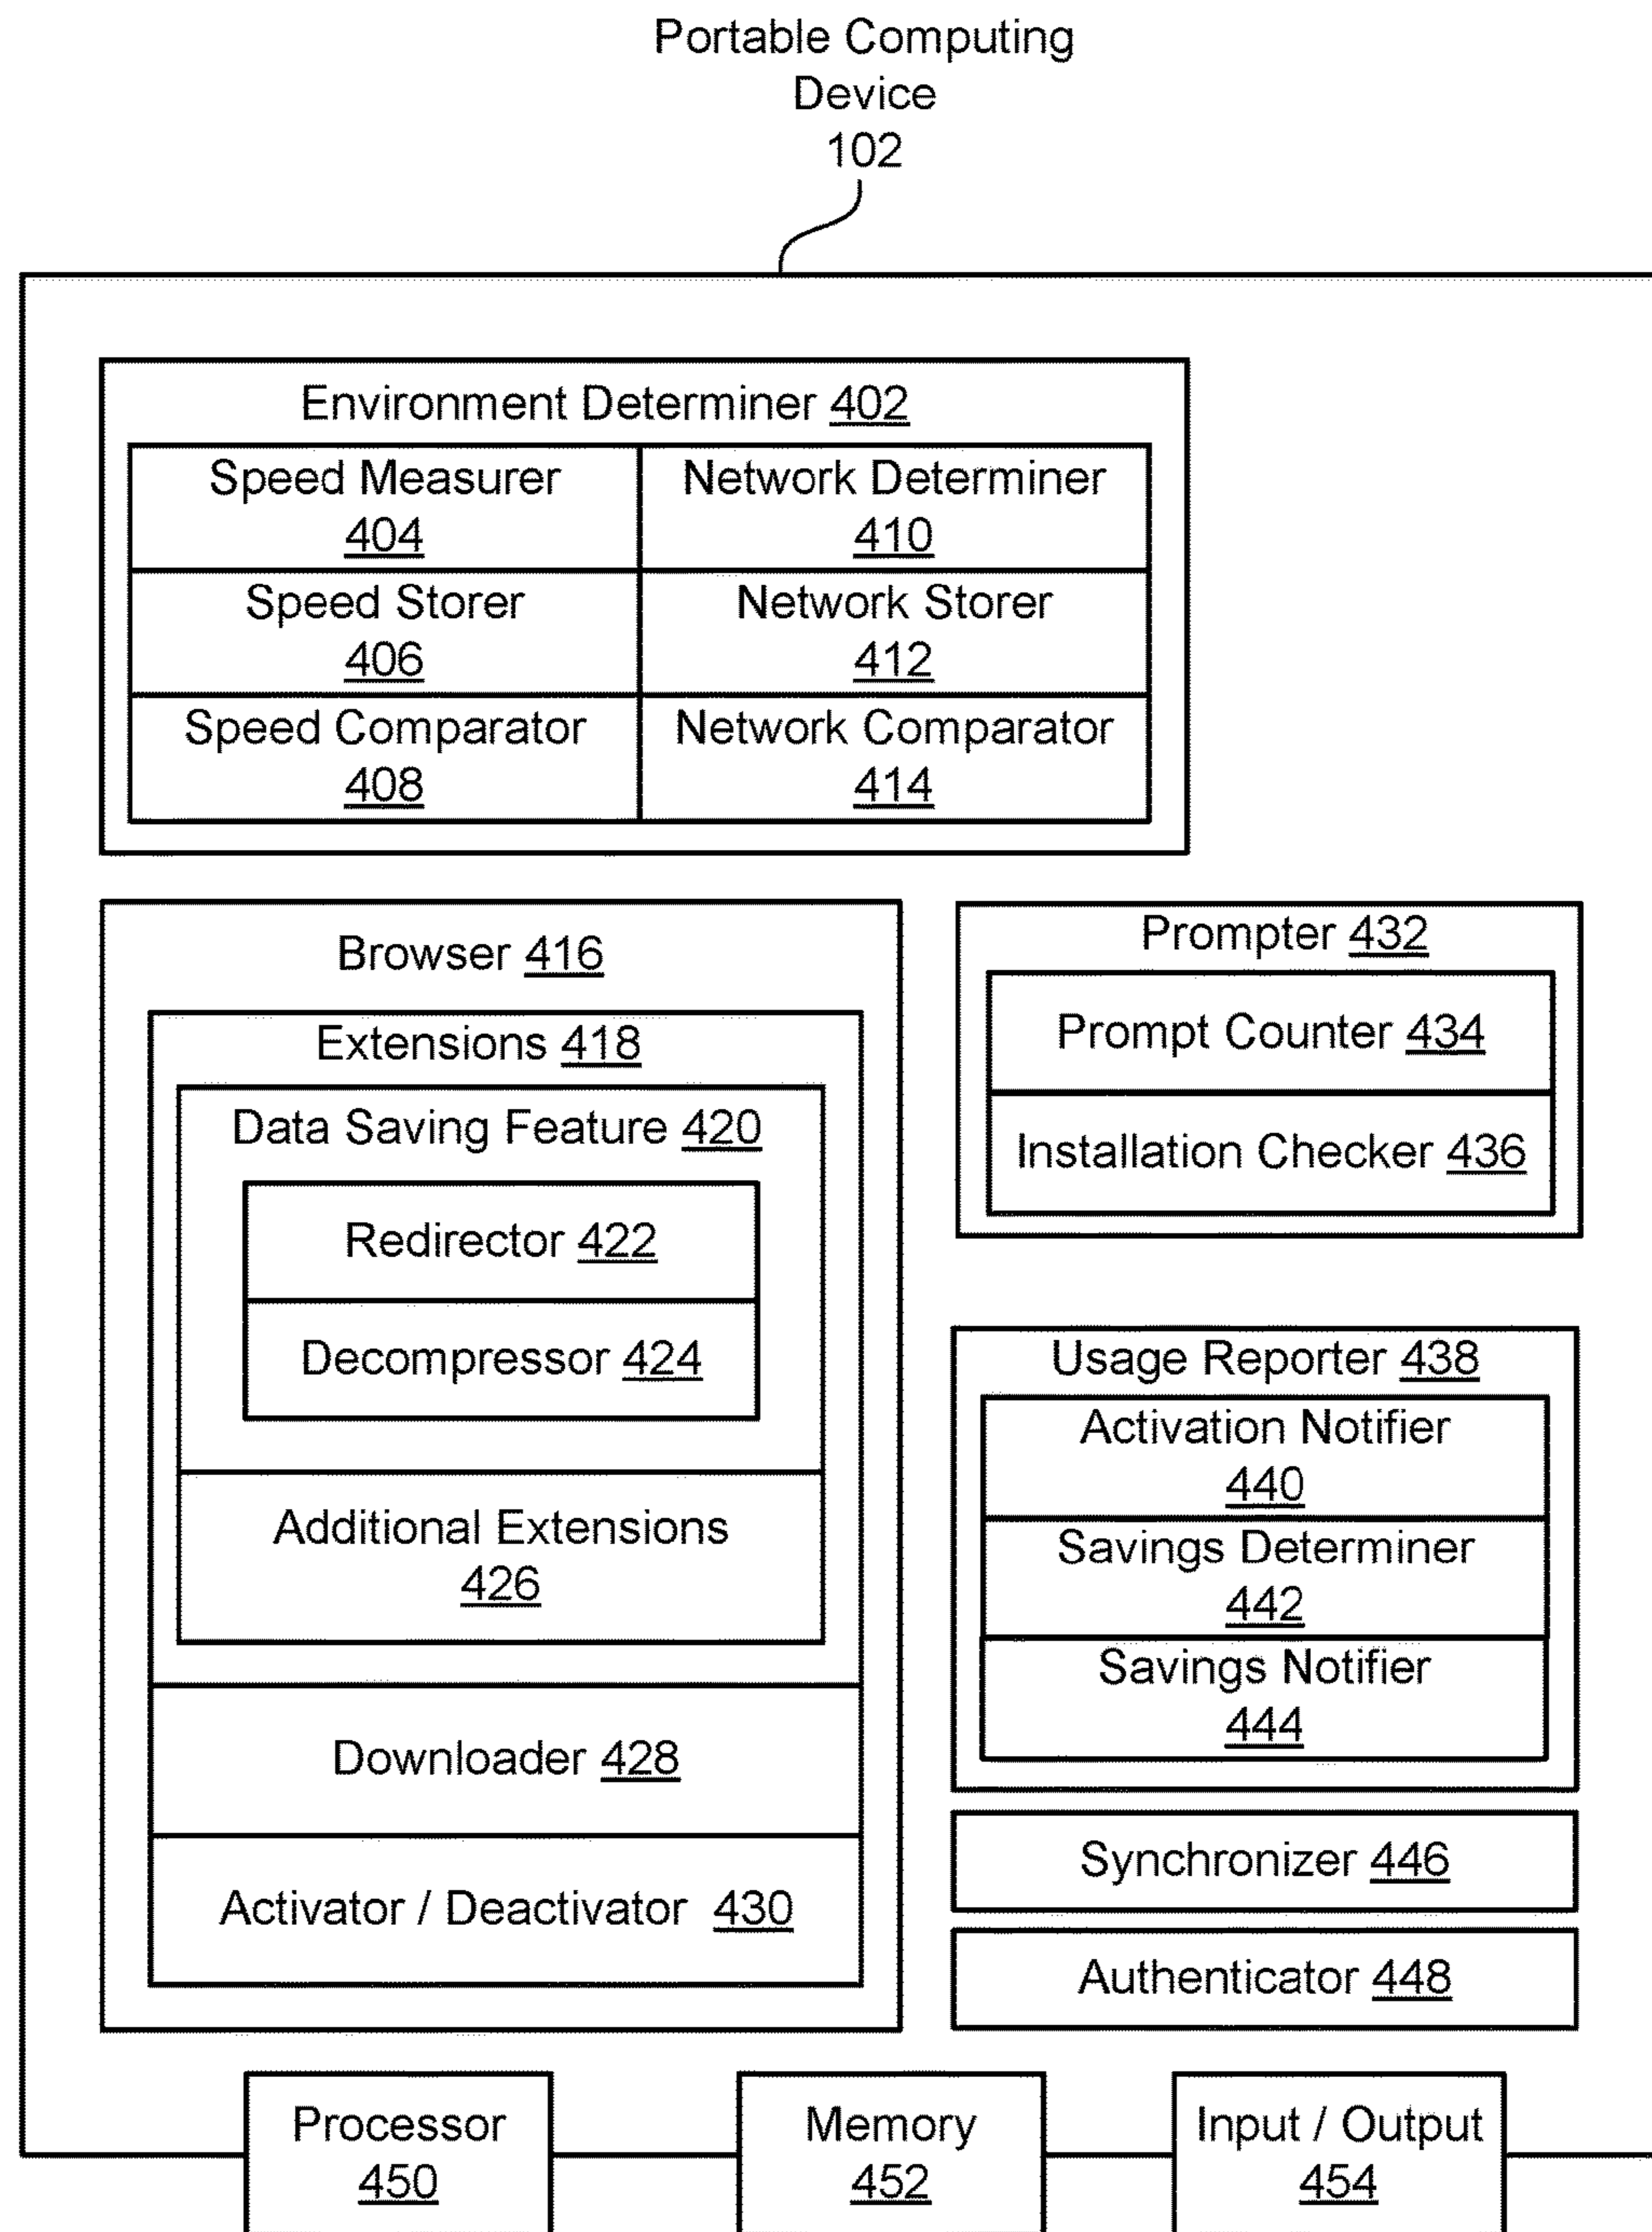 Portable Computing
Device
102
Environment Determiner 402
Speed Measurer
404
Network Determiner
410
Speed Storer
406
Network Storer
412
Speed Comparator
408
Network Comparator
414
Browser 416
Extensions 418
Data Saving Feature 420
Redirector 422
Decompressor 424
Additional Extensions
426
Downloader 428
Activator / Deactivator 430
Prompter 432
Prompt Counter 434
Installation Checker 436
Usage Reporter 438
Activation Notifier
440
Savings Determiner
442
Savings Notifier
444
Synchronizer 446
Authenticator 448
Processor
450
Memory
452
Input / Output
454